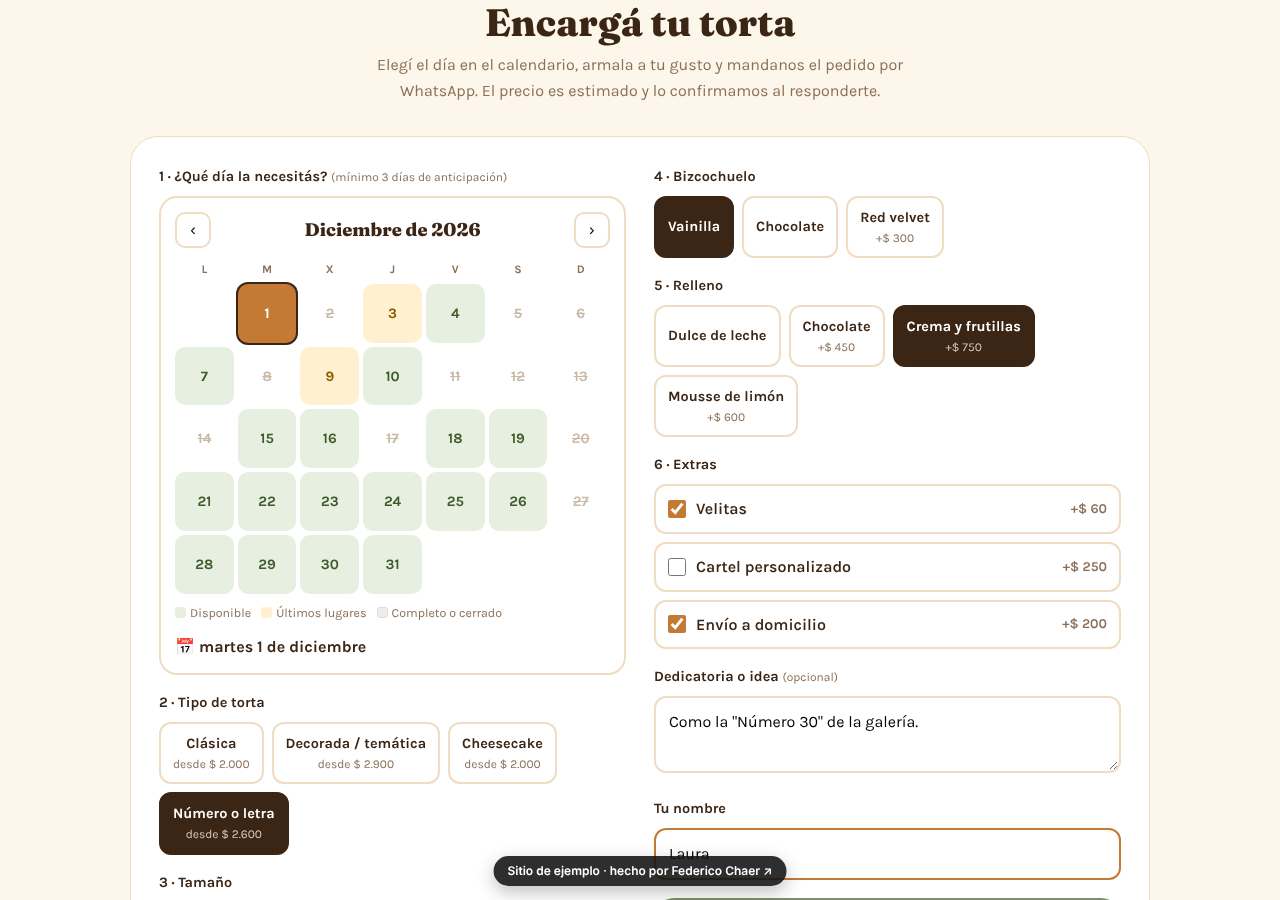 Encargá tu torta
Elegí el día en el calendario, armala a tu gusto y mandanos el pedido por
WhatsApp. El precio es estimado y lo confirmamos al responderte.
1 · ¿Qué día la necesitás? (mínimo 3 días de anticipación)
‹ Diciembre de 2026 ›
L M X J V S D
1 2 3 4 5 6
7 8 9 10 11 12 13
14 15 16 17 18 19 20
21 22 23 24 25 26 27
28 29 30 31
Disponible Últimos lugares Completo o cerrado
📅 martes 1 de diciembre
2 · Tipo de torta
Clásica
desde $ 2.000
Decorada / temática
desde $ 2.900
Cheesecake
desde $ 2.000
Número o letra
desde $ 2.600
3 · Tamaño
4 · Bizcochuelo
Vainilla
Chocolate
Red velvet
+$ 300
5 · Relleno
Dulce de leche
Chocolate
+$ 450
Crema y frutillas
+$ 750
Mousse de limón
+$ 600
6 · Extras
Velitas +$ 60
Cartel personalizado +$ 250
Envío a domicilio +$ 200
Dedicatoria o idea (opcional)
Como la "Número 30" de la galería.
Tu nombre
Laura
Sitio de ejemplo · hecho por Federico Chaer ↗